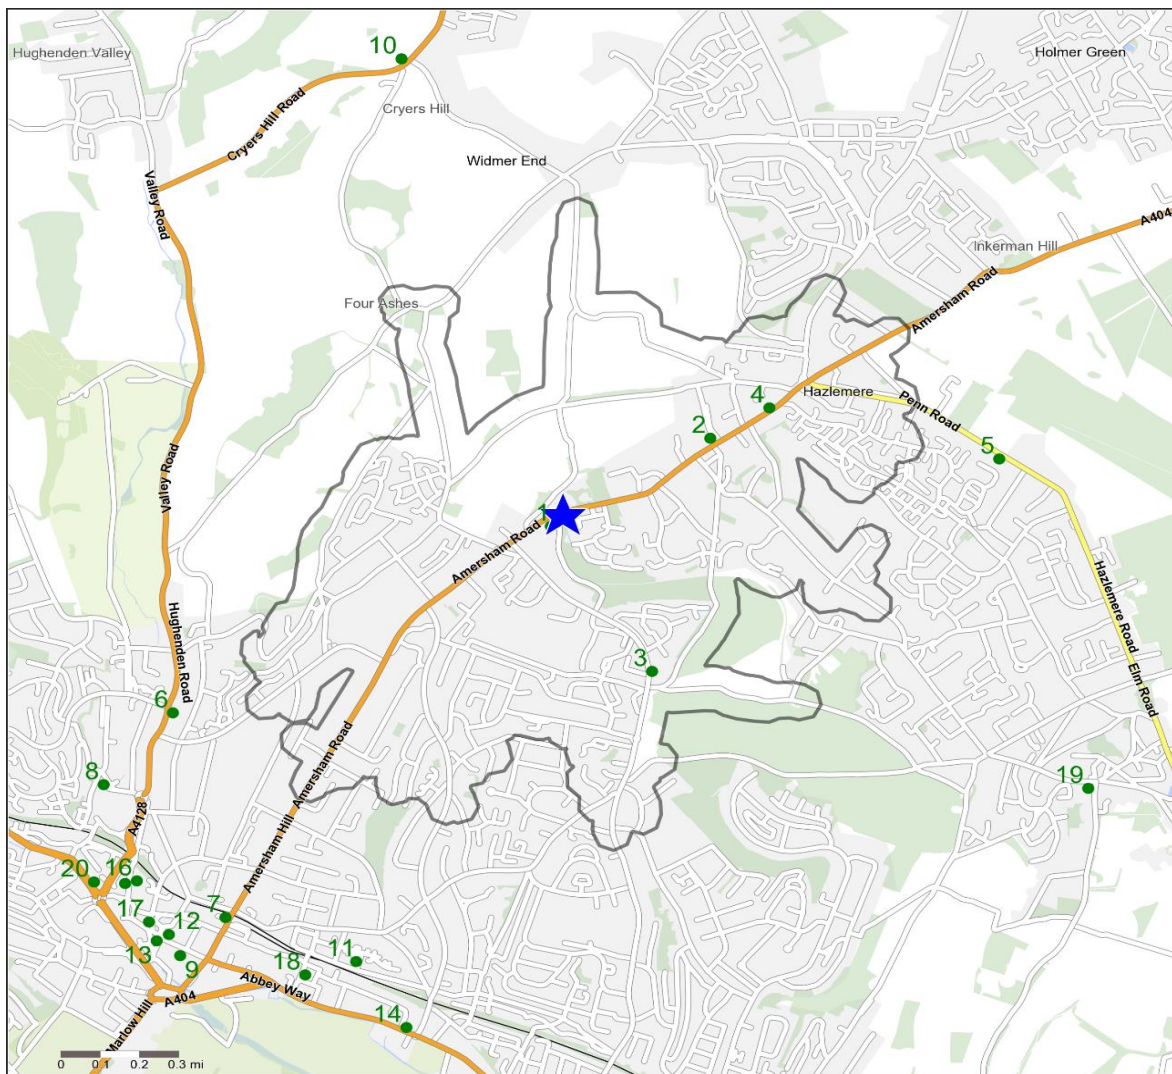 Hughenden Valley
10
Holmer Green
Cryers Hill Road
Cryers Hill
Widmer End
Valley Road
A404
Inkerman Hill
Four Ashes
Amersham Road
4
Hazlemere
2
Penn Road
5
Valley Road
1
Amersham Road
Hazlemere Road
Hughenden Road
3
Elm Road
6
Amersham Road
8
19
A4128
Amersham Hill
20
16
7
17
12
13
9
11
18
Abbey Way
A404
Marlow Hill
14
0 0.1 0.2 0.3 mi